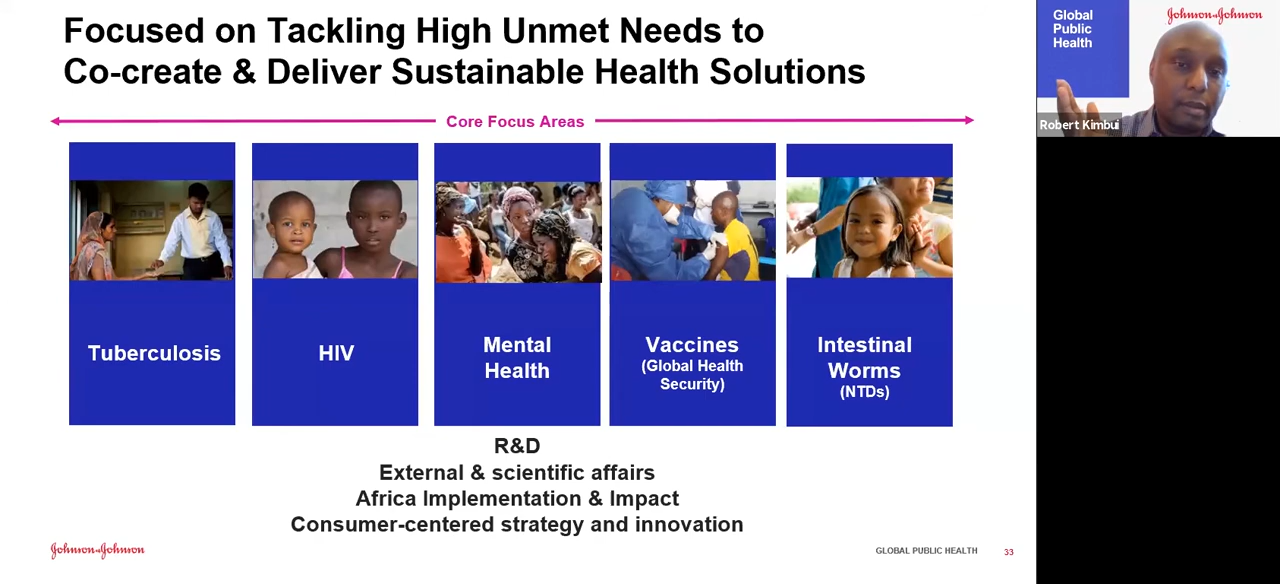 Focused on Tackling High Unmet Needs to
Co-create & Deliver Sustainable Health Solutions
Core Focus Areas
Tuberculosis
HIV
Mental
Health
Vaccines
(Global Health
Security)
Intestinal
Worms
(NTDs)
R&D
External & scientific affairs
Africa Implementation & Impact
Consumer-centered strategy and innovation
Johnson & Johnson
GLOBAL PUBLIC HEALTH
33
Global
Public
Health
Johnson & Johnson
Robert Kimbui